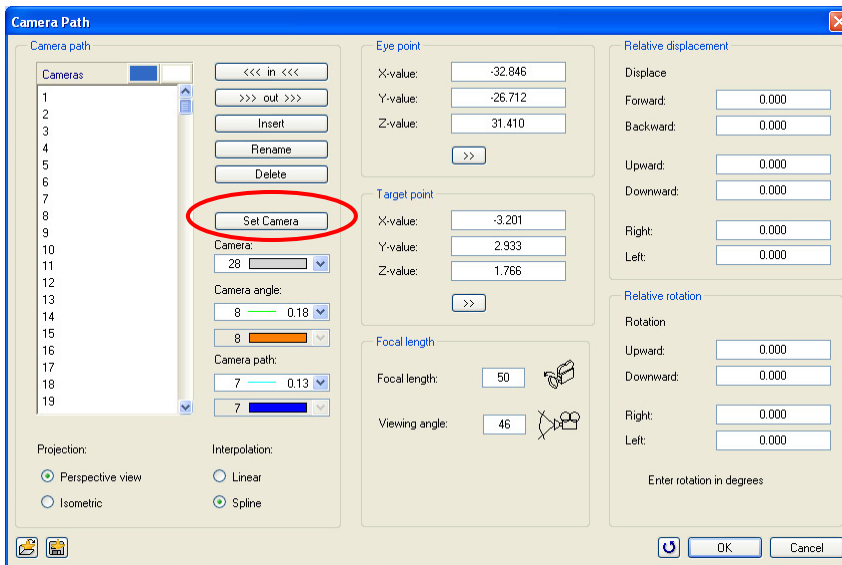 Camera Path
Camera path
Cameras
1
2
3
4
5
6
7
8
9
10
11
12
13
14
15
16
17
18
19
<<< in <<<
>>> out >>>
Insert
Rename
Delete
Set Camera
Camera:
28
Camera angle:
8 0.18
8
Camera path:
7 0.13
7
Projection:
Perspective view
Isometric
Interpolation:
Linear
Spline
Eye point
X-value: -32.846
Y-value: -26.712
Z-value: 31.410
>>
Target point
X-value: -3.201
Y-value: 2.933
Z-value: 1.766
>>
Focal length
Focal length: 50
Viewing angle: 46
Relative displacement
Displace
Forward: 0.000
Backward: 0.000
Upward: 0.000
Downward: 0.000
Right: 0.000
Left: 0.000
Relative rotation
Rotation
Upward: 0.000
Downward: 0.000
Right: 0.000
Left: 0.000
Enter rotation in degrees
OK
Cancel